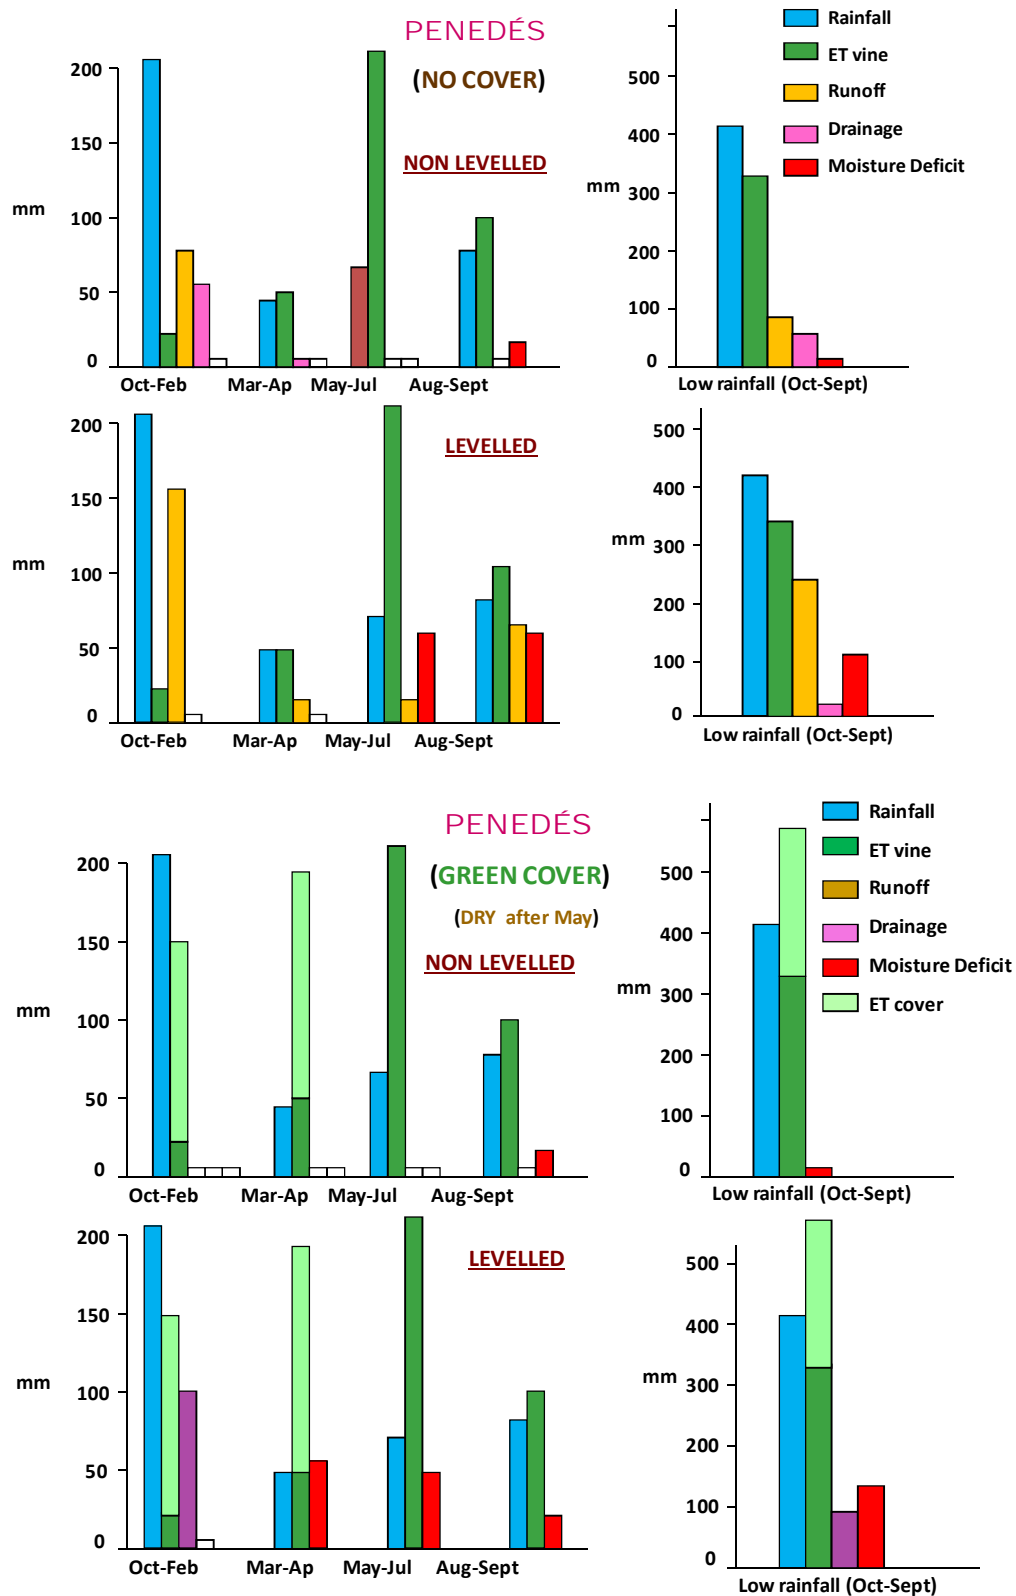 PENEDÉS
(NO COVER)
NON LEVELLED
mm
200
150
100
50
0
Oct-Feb
Mar-Ap
May-Jul
Aug-Sept
Rainfall
ET vine
Runoff
Drainage
Moisture Deficit
mm
500
400
300
200
100
0
Low rainfall (Oct-Sept)
LEVELLED
mm
200
150
100
50
0
Oct-Feb
Mar-Ap
May-Jul
Aug-Sept
mm
500
400
300
200
100
0
Low rainfall (Oct-Sept)
PENEDÉS
(GREEN COVER)
(DRY after May)
NON LEVELLED
mm
200
150
100
50
0
Oct-Feb
Mar-Ap
May-Jul
Aug-Sept
Rainfall
ET vine
Runoff
Drainage
Moisture Deficit
ET cover
mm
500
400
300
200
100
0
Low rainfall (Oct-Sept)
LEVELLED
mm
200
150
100
50
0
Oct-Feb
Mar-Ap
May-Jul
Aug-Sept
mm
500
400
300
200
100
0
Low rainfall (Oct-Sept)